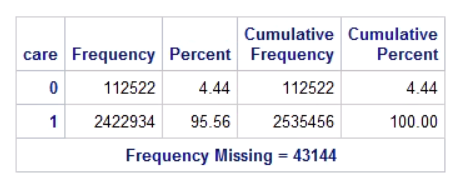 Cumulative Cumulative
care Frequency Percent Frequency Percent
0 112522 4.44 112522 4.44
1 2422934 95.56 2535456 100.00
Frequency Missing = 43144